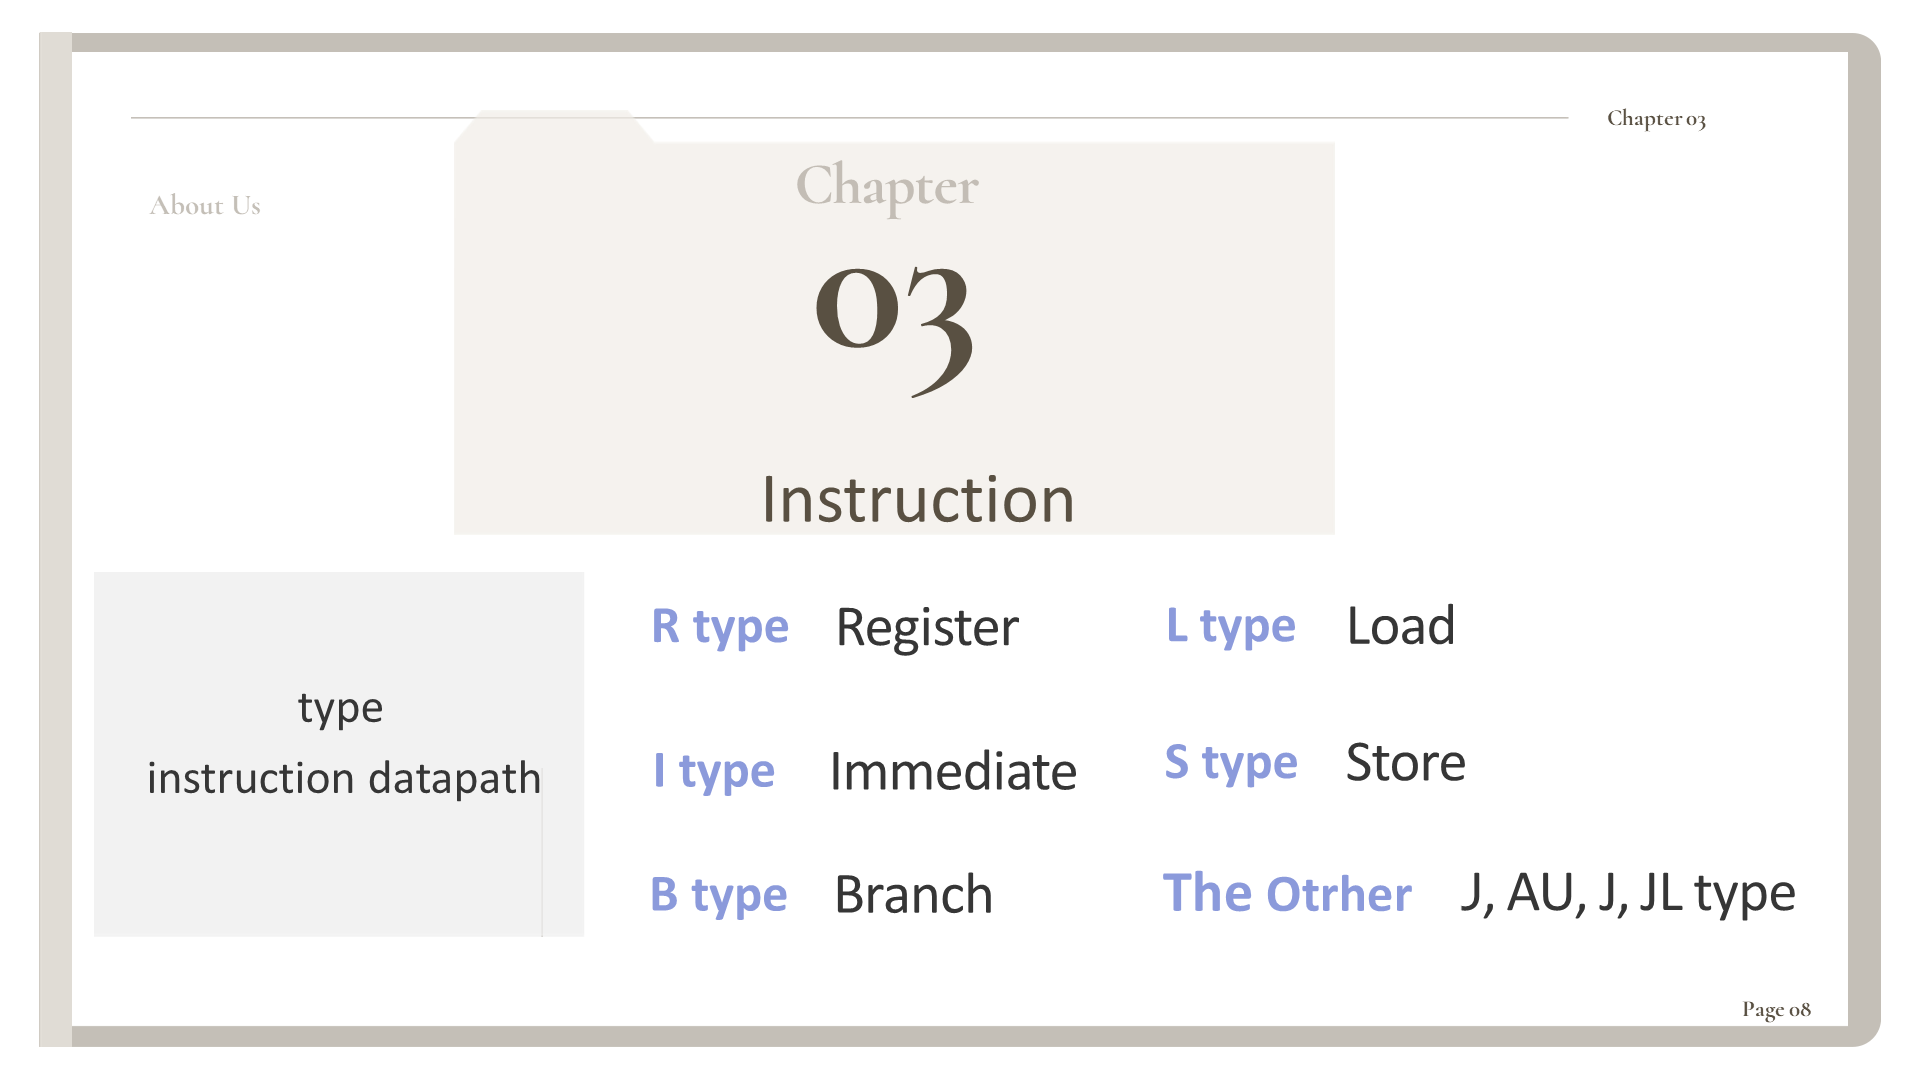 Chapter 03
About Us
Chapter
03
Instruction
type
instruction datapath
R type Register
L type Load
I type Immediate
S type Store
B type Branch
The Otrher J, AU, J, JL type
Page 08